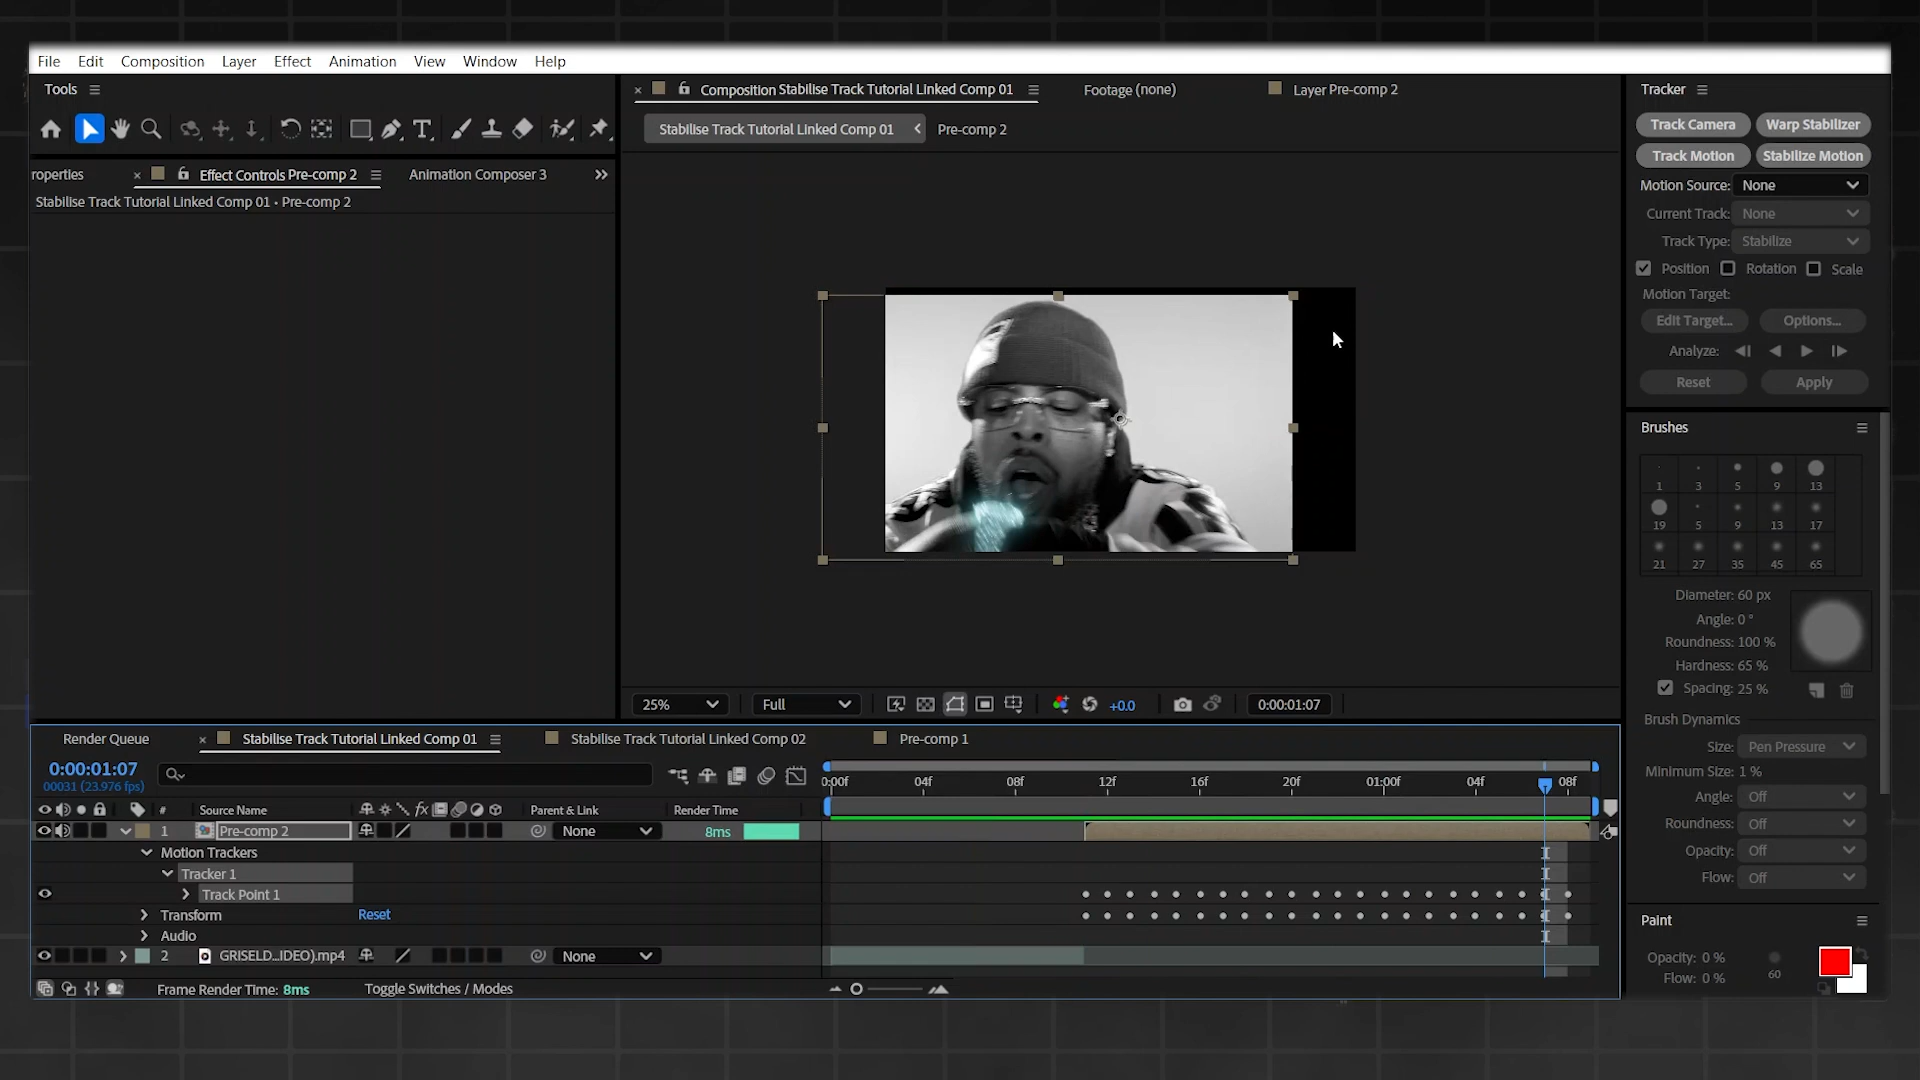 File Edit Composition Layer Effect Animation View Window Help
Tools
Composition Stabilise Track Tutorial Linked Comp 01
Footage (none)
Layer Pre-comp 2
Stabilise Track Tutorial Linked Comp 01
Pre-comp 2
roperties
Effect Controls Pre-comp 2
Animation Composer 3
Stabilise Track Tutorial Linked Comp 01 • Pre-comp 2
25%
Full
+0.0
0:00:01:07
Tracker
Track Camera
Warp Stabilizer
Track Motion
Stabilize Motion
Motion Source: None
Current Track: None
Track Type: Stabilize
Position Rotation Scale
Motion Target:
Edit Target...
Options...
Analyze:
Reset
Apply
Brushes
1 3 5 9 13
19 5 9 13 17
21 27 35 45 65
Diameter: 60 px
Angle: 0 °
Roundness: 100 %
Hardness: 65 %
Spacing: 25 %
Brush Dynamics
Size: Pen Pressure
Minimum Size: 1 %
Angle: Off
Roundness: Off
Opacity: Off
Flow: Off
Paint
Opacity: 0 %
Flow: 0 %
60
Render Queue
Stabilise Track Tutorial Linked Comp 01
Stabilise Track Tutorial Linked Comp 02
Pre-comp 1
0:00:01:07
00031 (23.976 fps)
0:00f 04f 08f 12f 16f 20f 01:00f 04f 08f
# Source Name fx Parent & Link Render Time
1 Pre-comp 2 None 8ms
Motion Trackers
Tracker 1
Track Point 1
Transform Reset
Audio
2 GRISELD...IDEO).mp4 None
Frame Render Time: 8ms
Toggle Switches / Modes